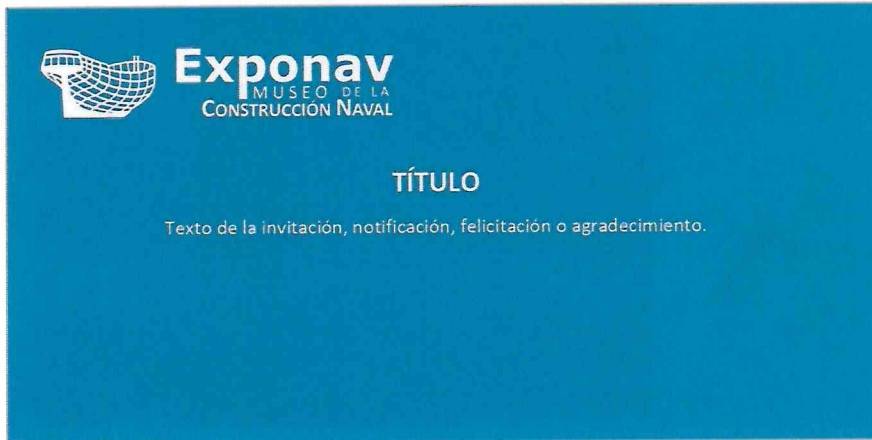 Exponav
MUSEO DE LA
CONSTRUCCIÓN NAVAL
TÍTULO
Texto de la invitación, notificación, felicitación o agradecimiento.